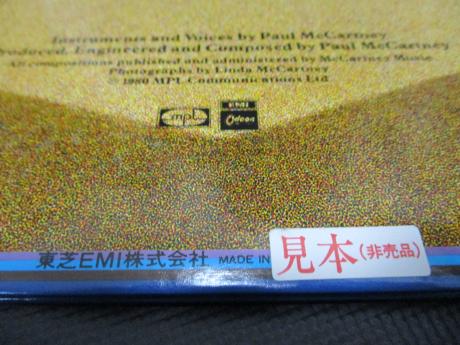 Instruments and Voices by Paul McCartney
Produced, Engineered and Composed by Paul McCartney
All compositions published and administered by McCartney Music
Photographs by Linda McCartney
© 1980 MPL Communications Ltd
mpl EMI
Odeon
東芝EMI株式会社 MADE IN
見本(非売品)